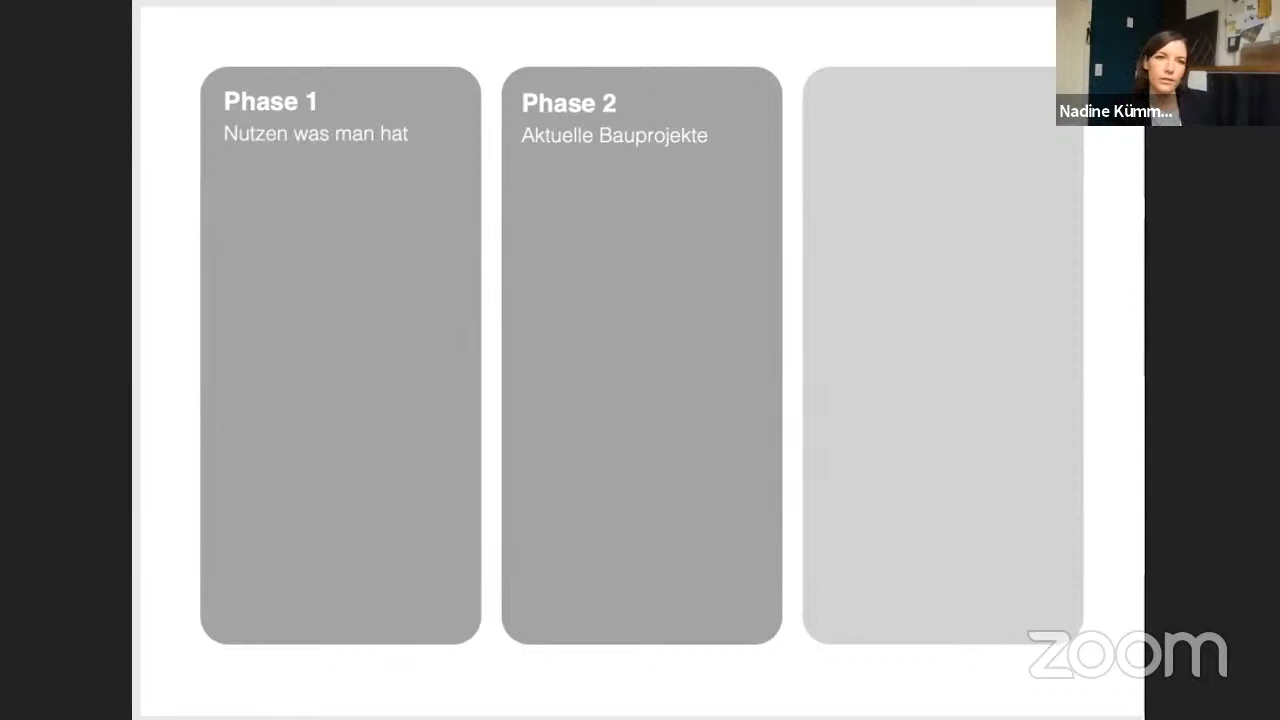 Phase 1
Nutzen was man hat
Phase 2
Aktuelle Bauprojekte
Nadine Kümm...
zoom